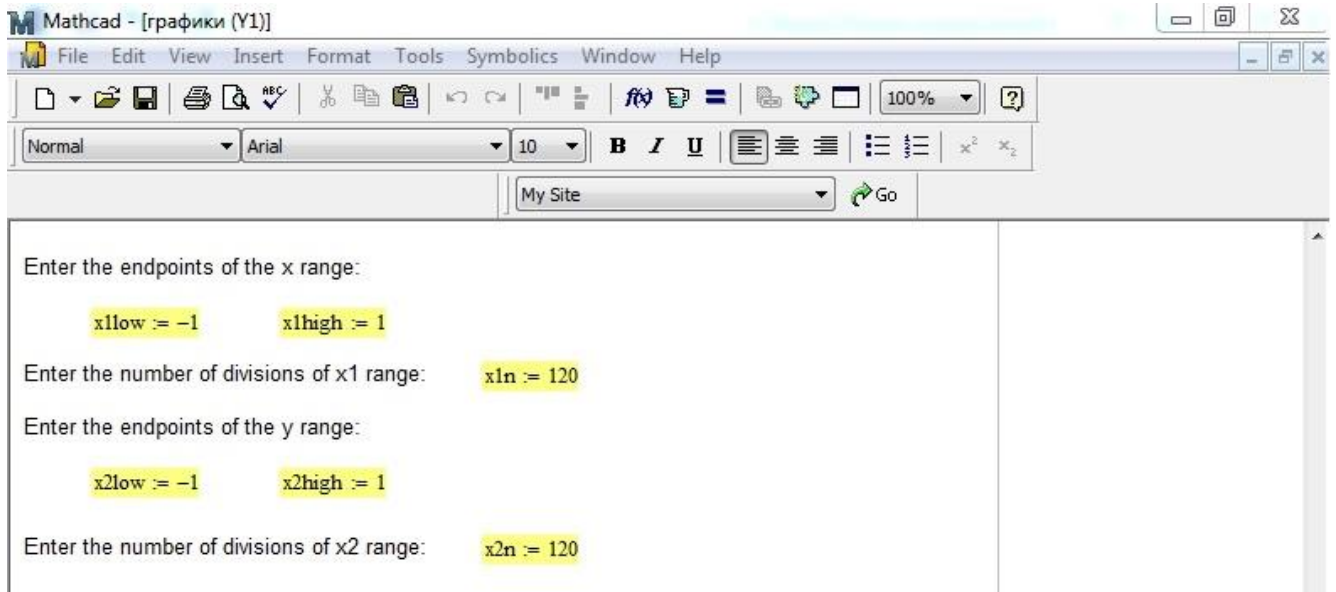 Mathcad - [графики (Y1)]
File Edit View Insert Format Tools Symbolics Window Help
ABC f(x) 100%
Normal Arial 10 B I U x² x₂
My Site Go
Enter the endpoints of the x range:
x1low := −1 x1high := 1
Enter the number of divisions of x1 range: x1n := 120
Enter the endpoints of the y range:
x2low := −1 x2high := 1
Enter the number of divisions of x2 range: x2n := 120